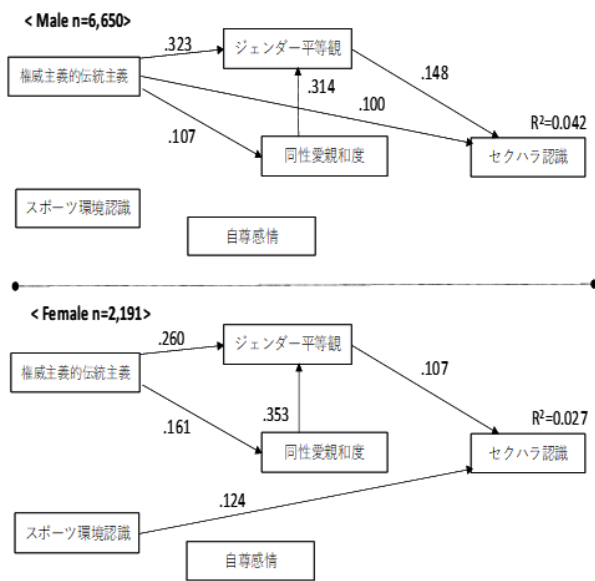 < Male n=6,650>
.323
ジェンダー平等観
権威主義的伝統主義
.148
.314
.100
R²=0.042
.107
同性愛親和度
セクハラ認識
スポーツ環境認識
自尊感情
< Female n=2,191>
.260
ジェンダー平等観
権威主義的伝統主義
.107
.353
R²=0.027
.161
同性愛親和度
セクハラ認識
.124
スポーツ環境認識
自尊感情